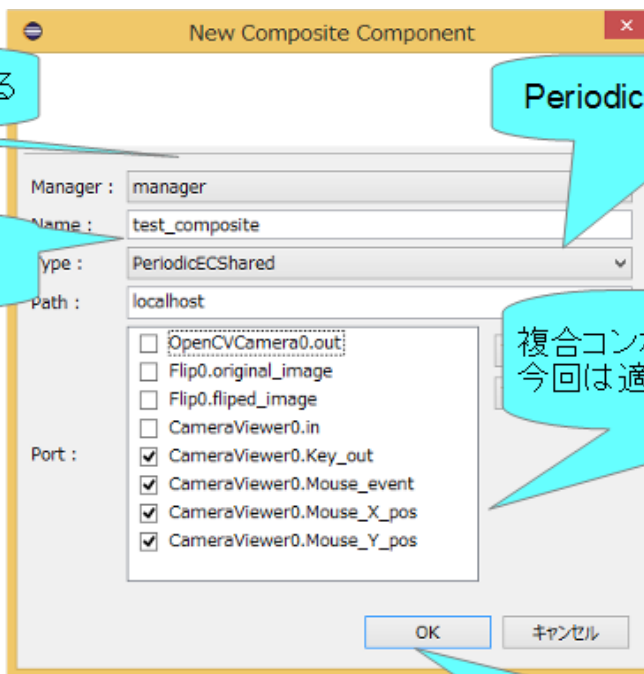 New Composite Component
る
Periodic
Manager : manager
Name : test_composite
Type : PeriodicECShared
Path : localhost
OpenCVCamera0.out
Flip0.original_image
Flip0.fliped_image
CameraViewer0.in
Port :
CameraViewer0.Key_out
CameraViewer0.Mouse_event
CameraViewer0.Mouse_X_pos
CameraViewer0.Mouse_Y_pos
複合コン
今回は適
OK キャンセル